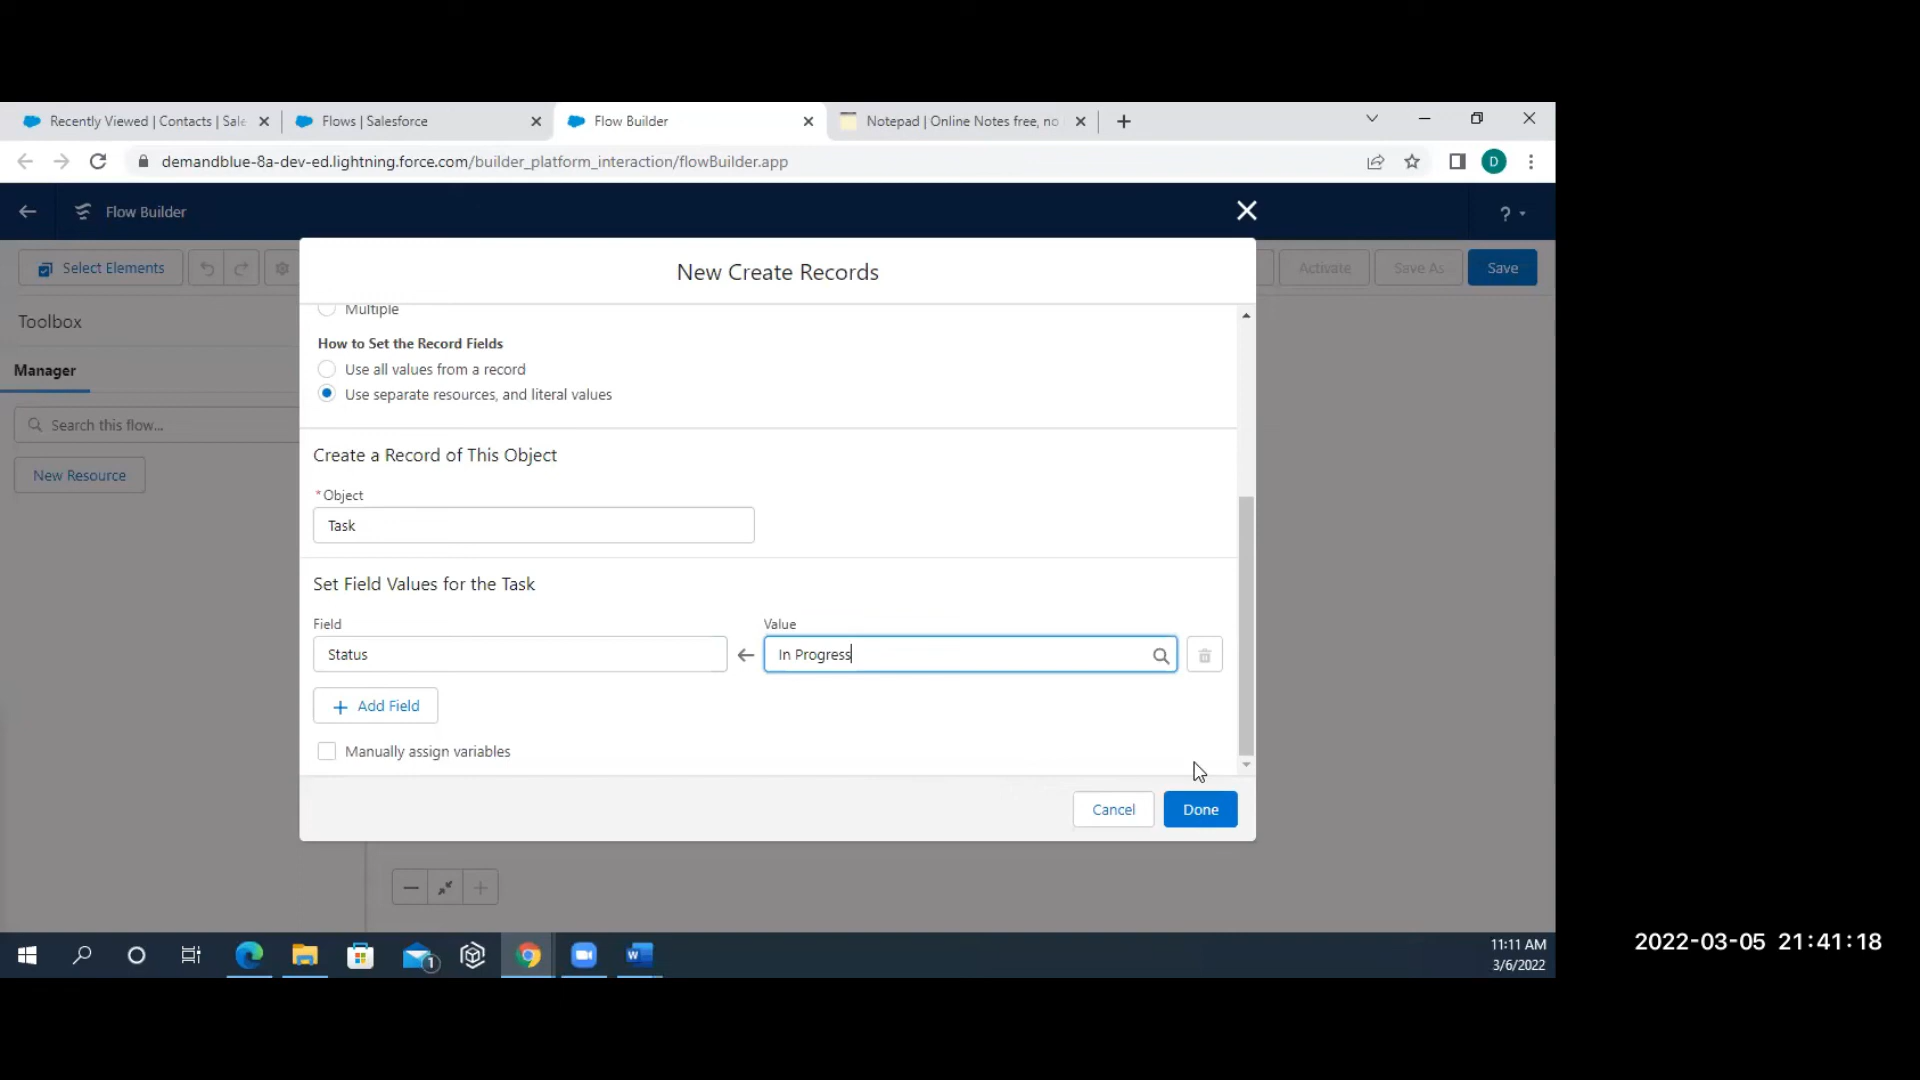 Recently Viewed | Contacts | Sale
Flows | Salesforce
Flow Builder
Notepad | Online Notes free, no
demandblue-8a-dev-ed.lightning.force.com/builder_platform_interaction/flowBuilder.app
D
Flow Builder
?
New Create Records
Select Elements
Activate
Save As
Save
Toolbox
Multiple
How to Set the Record Fields
Manager
Use all values from a record
Use separate resources, and literal values
Search this flow...
Create a Record of This Object
New Resource
*Object
Task
Set Field Values for the Task
Field
Value
Status
In Progress
Add Field
Manually assign variables
Cancel
Done
1
W
11:11 AM
3/6/2022
2022-03-05 21:41:18